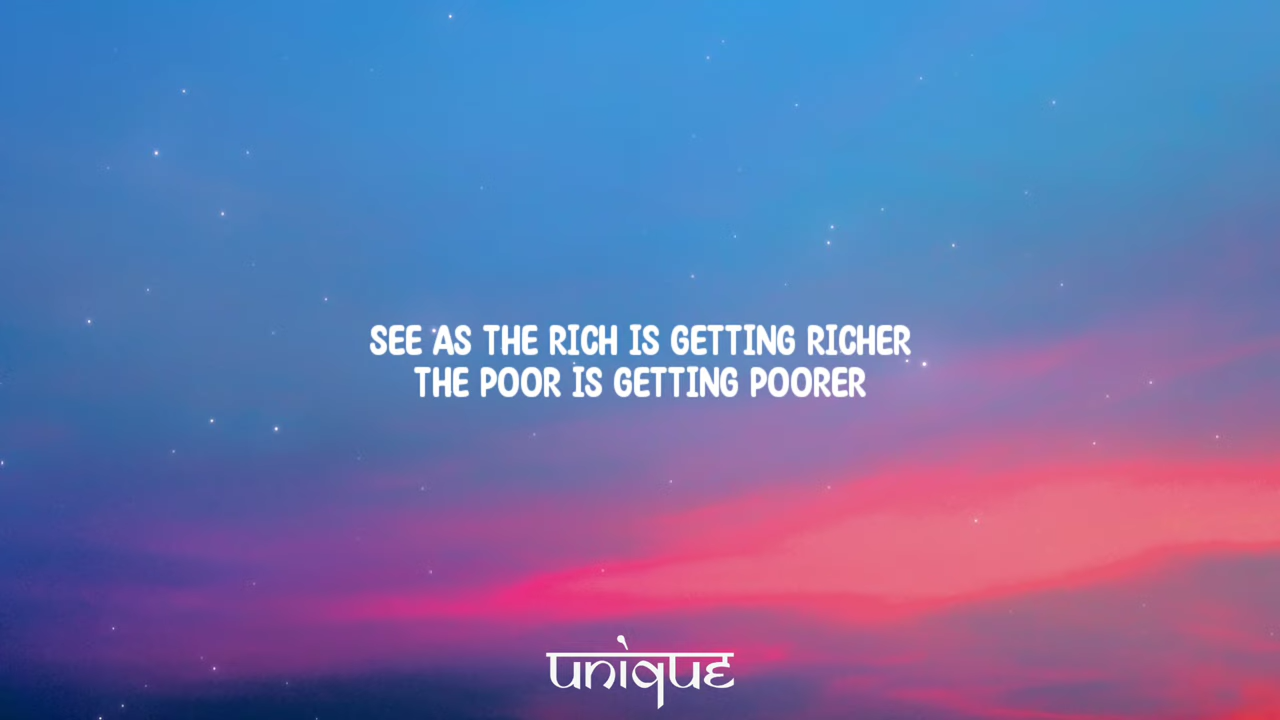 SEE AS THE RICH IS GETTING RICHER
THE POOR IS GETTING POORER
unique